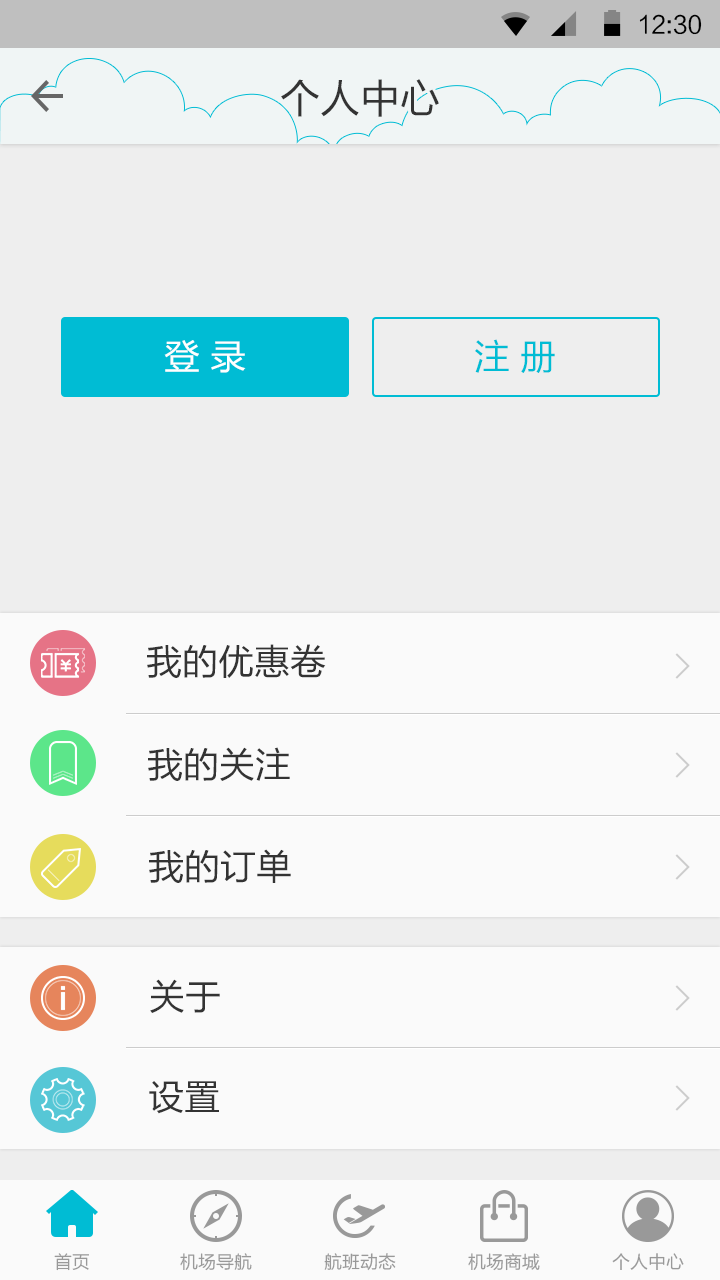 12:30
个人中心
登录
注册
我的优惠卷
我的关注
我的订单
关于
设置
首页
机场导航
航班动态
机场商城
个人中心